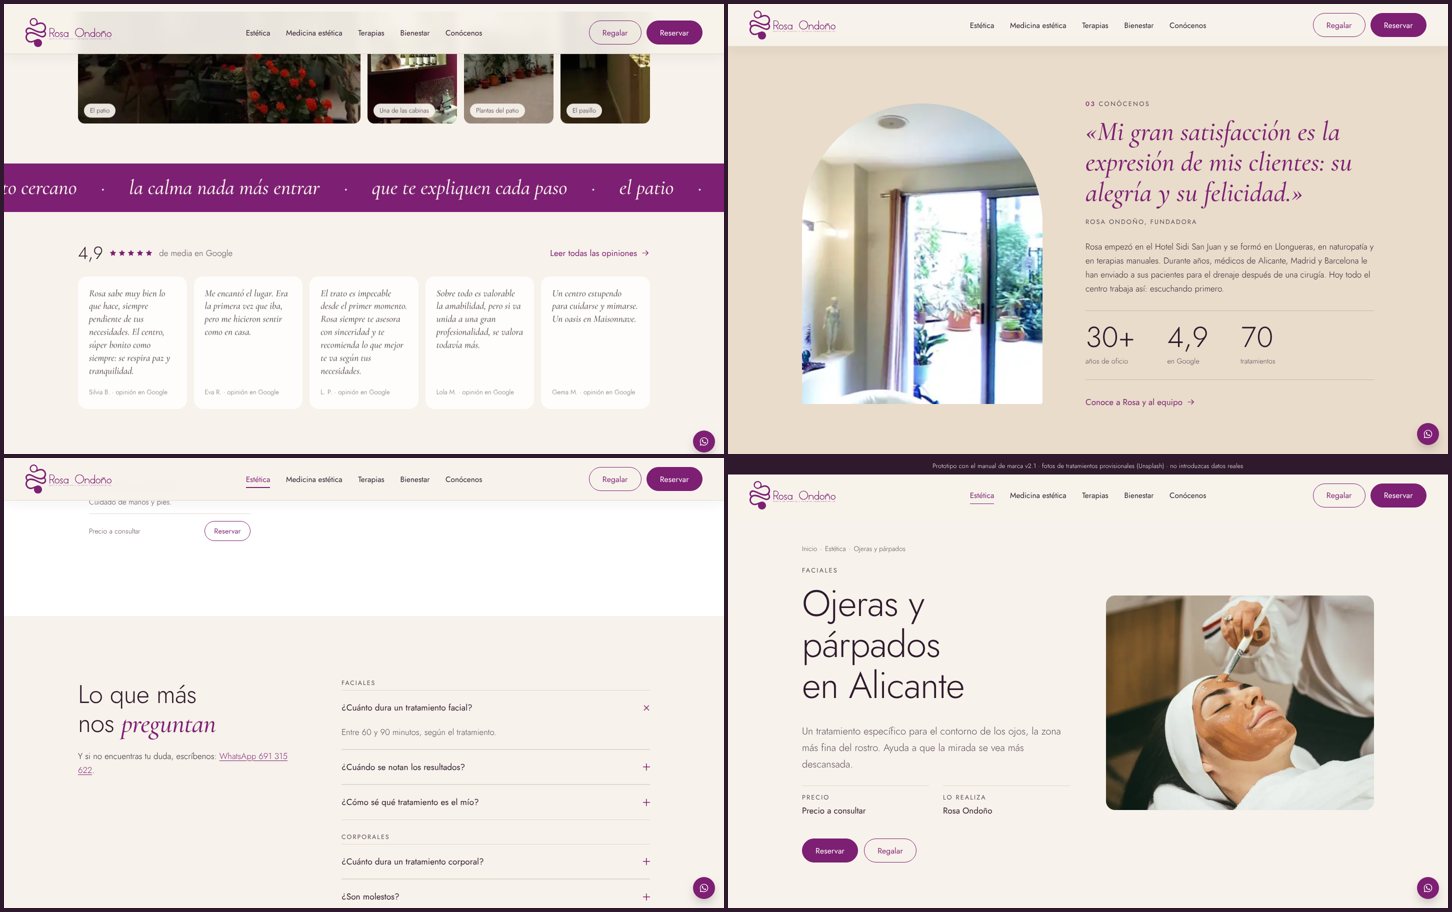 Rosa Ondoño
Estética Medicina estética Terapias Bienestar Conócenos
Regalar Reservar
El patio
Una de las cabinas
Plantas del patio
El pasillo
to cercano · la calma nada más entrar · que te expliquen cada paso · el patio ·
4,9 ★★★★★ de media en Google
Leer todas las opiniones →
Rosa sabe muy bien lo
que hace, siempre
pendiente de tus
necesidades. El centro,
súper bonito como
siempre: se respira paz y
tranquilidad.
Silvia B. · opinión en Google
Me encantó el lugar. Era
la primera vez que iba,
pero me hicieron sentir
como en casa.
Eva R. · opinión en Google
El trato es impecable
desde el primer momento.
Rosa siempre te asesora
con sinceridad y te
recomienda lo que mejor
te va según tus
necesidades.
L. P. · opinión en Google
Sobre todo es valorable
la amabilidad, pero si va
unida a una gran
profesionalidad, se valora
todavía más.
Lola M. · opinión en Google
Un centro estupendo
para cuidarse y mimarse.
Un oasis en Maisonnave.
Gema M. · opinión en Google
Rosa Ondoño
Estética Medicina estética Terapias Bienestar Conócenos
Regalar Reservar
03 CONÓCENOS
«Mi gran satisfacción es la
expresión de mis clientes: su
alegría y su felicidad.»
ROSA ONDOÑO, FUNDADORA
Rosa empezó en el Hotel Sidi San Juan y se formó en Llongueras, en naturopatía y
en terapias manuales. Durante años, médicos de Alicante, Madrid y Barcelona le
han enviado a sus pacientes para el drenaje después de una cirugía. Hoy todo el
centro trabaja así: escuchando primero.
30+ 4,9 70
años de oficio en Google tratamientos
Conoce a Rosa y al equipo →
Rosa Ondoño
Estética Medicina estética Terapias Bienestar Conócenos
Regalar Reservar
Cuidado de manos y pies.
Precio a consultar Reservar
Lo que más
nos preguntan
Y si no encuentras tu duda, escríbenos: WhatsApp 691 315
622.
FACIALES
¿Cuánto dura un tratamiento facial?
Entre 60 y 90 minutos, según el tratamiento.
¿Cuándo se notan los resultados?
¿Cómo sé qué tratamiento es el mío?
CORPORALES
¿Cuánto dura un tratamiento corporal?
¿Son molestos?
Prototipo con el manual de marca v2.1 · fotos de tratamientos provisionales (Unsplash) · no introduzcas datos reales
Rosa Ondoño
Estética Medicina estética Terapias Bienestar Conócenos
Regalar Reservar
Inicio · Estética · Ojeras y párpados
FACIALES
Ojeras y
párpados
en Alicante
Un tratamiento específico para el contorno de los ojos, la zona
más fina del rostro. Ayuda a que la mirada se vea más
descansada.
PRECIO LO REALIZA
Precio a consultar Rosa Ondoño
Reservar Regalar